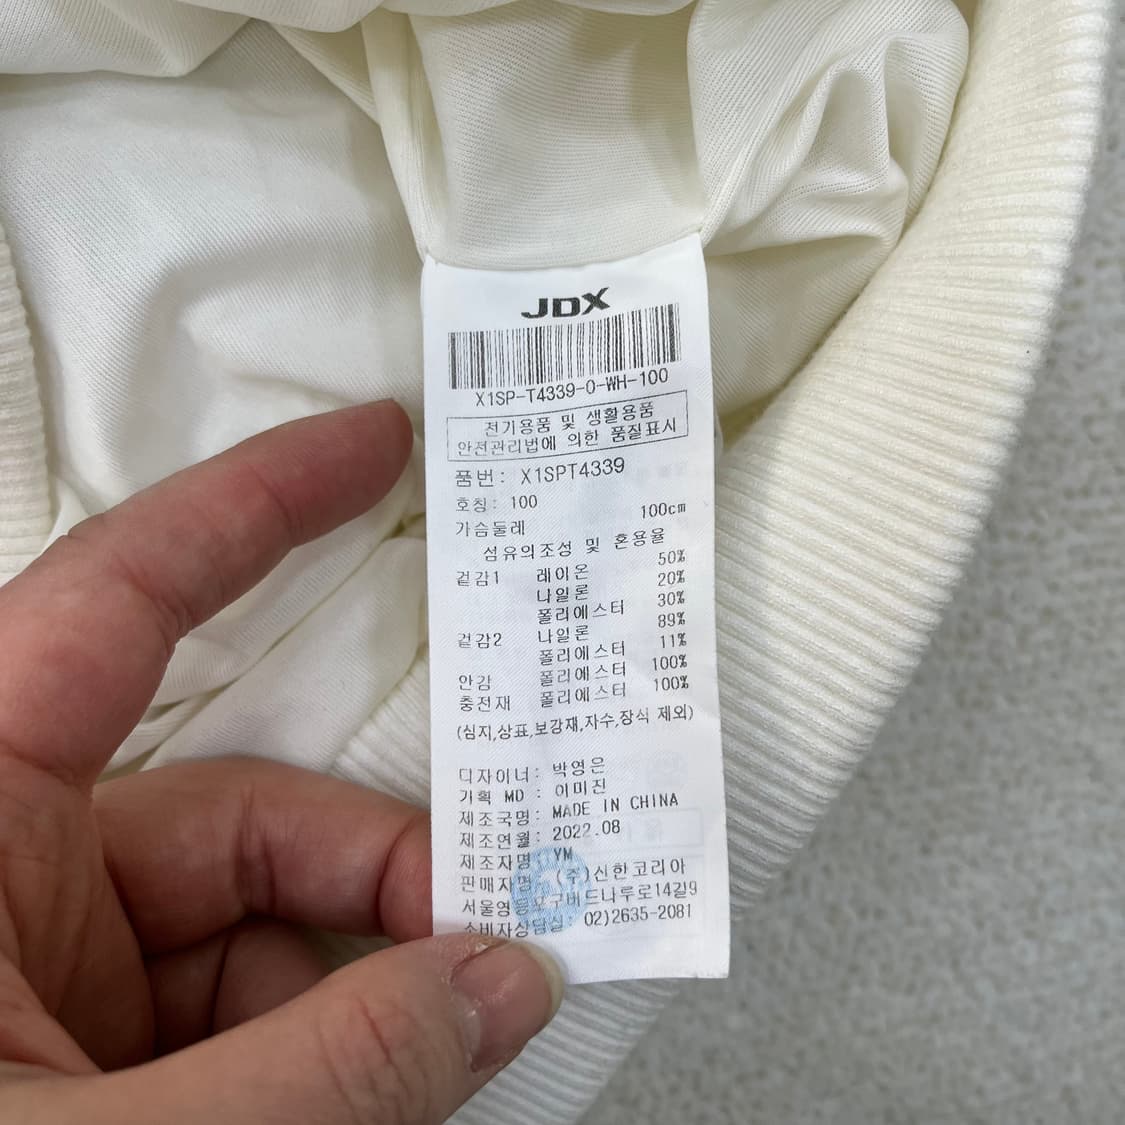 JDX
X1SP-T4339-0-WH-100
전기용품 및 생활용품
안전관리법에 의한 품질표시
품번: X1SPT4339
호칭: 100
가슴둘레 100cm
섬유의조성 및 혼용율
겉감1 레이온 50%
나일론 20%
폴리에스터 30%
겉감2 나일론 89%
폴리에스터 11%
안감 폴리에스터 100%
충전재 폴리에스터 100%
(심지,상표,보강재,자수,장식 제외)
디자이너: 박영은
기획 MD : 이미진
제조국명: MADE IN CHINA
제조연월: 2022.08
제조자명: YM
판매자명: (주)신한코리아
서울영등포구버드나루로14길9
소비자상담실 02)2635-2081